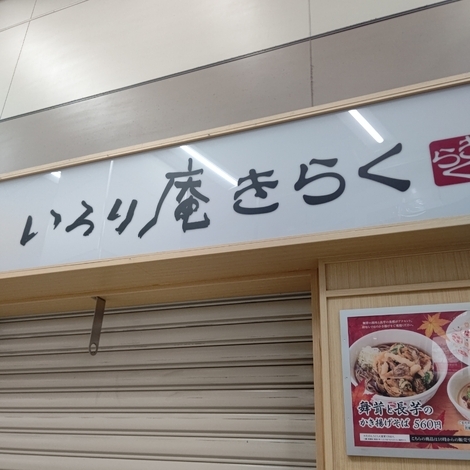 いろり庵きらく
きらく
舞茸と長芋の
かき揚げそば 560円